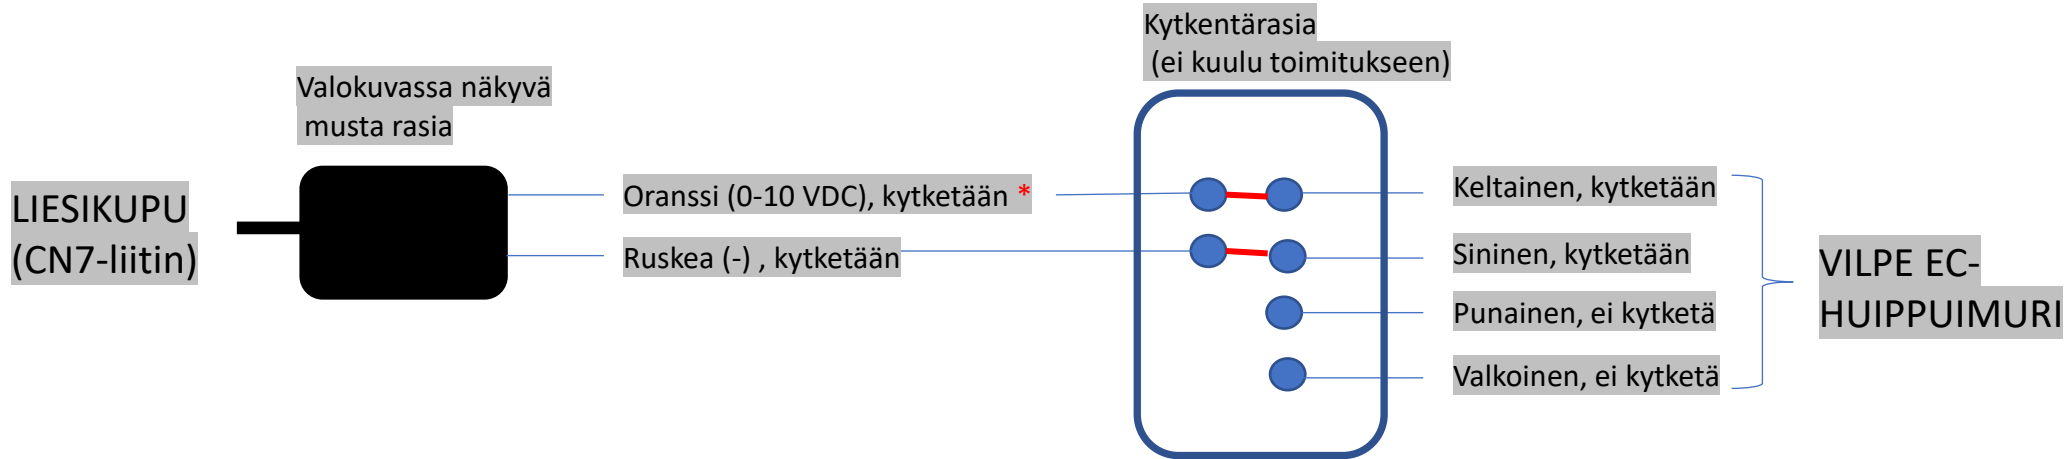 Kytkentärasia
(ei kuulu toimitukseen)
Valokuvassa näkyvä
musta rasia
LIESIKUPU
(CN7-liitin)
Oranssi (0-10 VDC), kytketään *
Ruskea (-) , kytketään
Keltainen, kytketään
Sininen, kytketään
Punainen, ei kytketä
Valkoinen, ei kytketä
VILPE EC-
HUIPPUIMURI